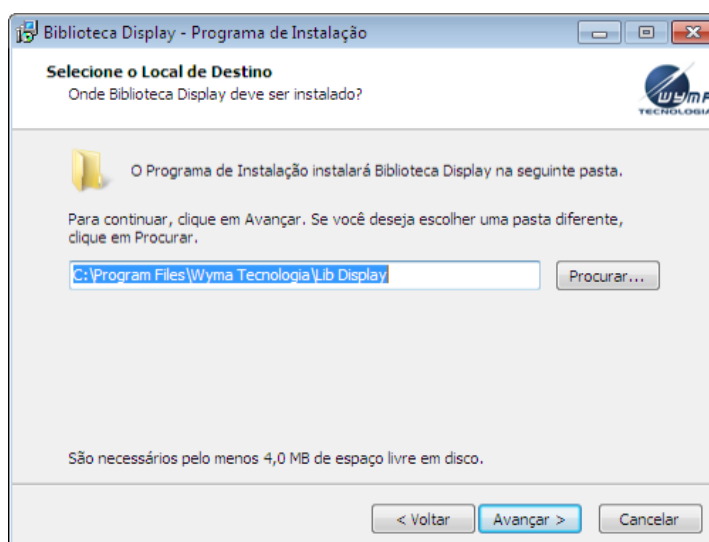 Biblioteca Display - Programa de Instalação
Selecione o Local de Destino
Onde Biblioteca Display deve ser instalado?
TECNOLOGIA
O Programa de Instalação instalará Biblioteca Display na seguinte pasta.
Para continuar, clique em Avançar. Se você deseja escolher uma pasta diferente,
clique em Procurar.
C:\Program Files\Wyma Tecnologia\Lib Display
Procurar...
São necessários pelo menos 4,0 MB de espaço livre em disco.
< Voltar
Avançar >
Cancelar